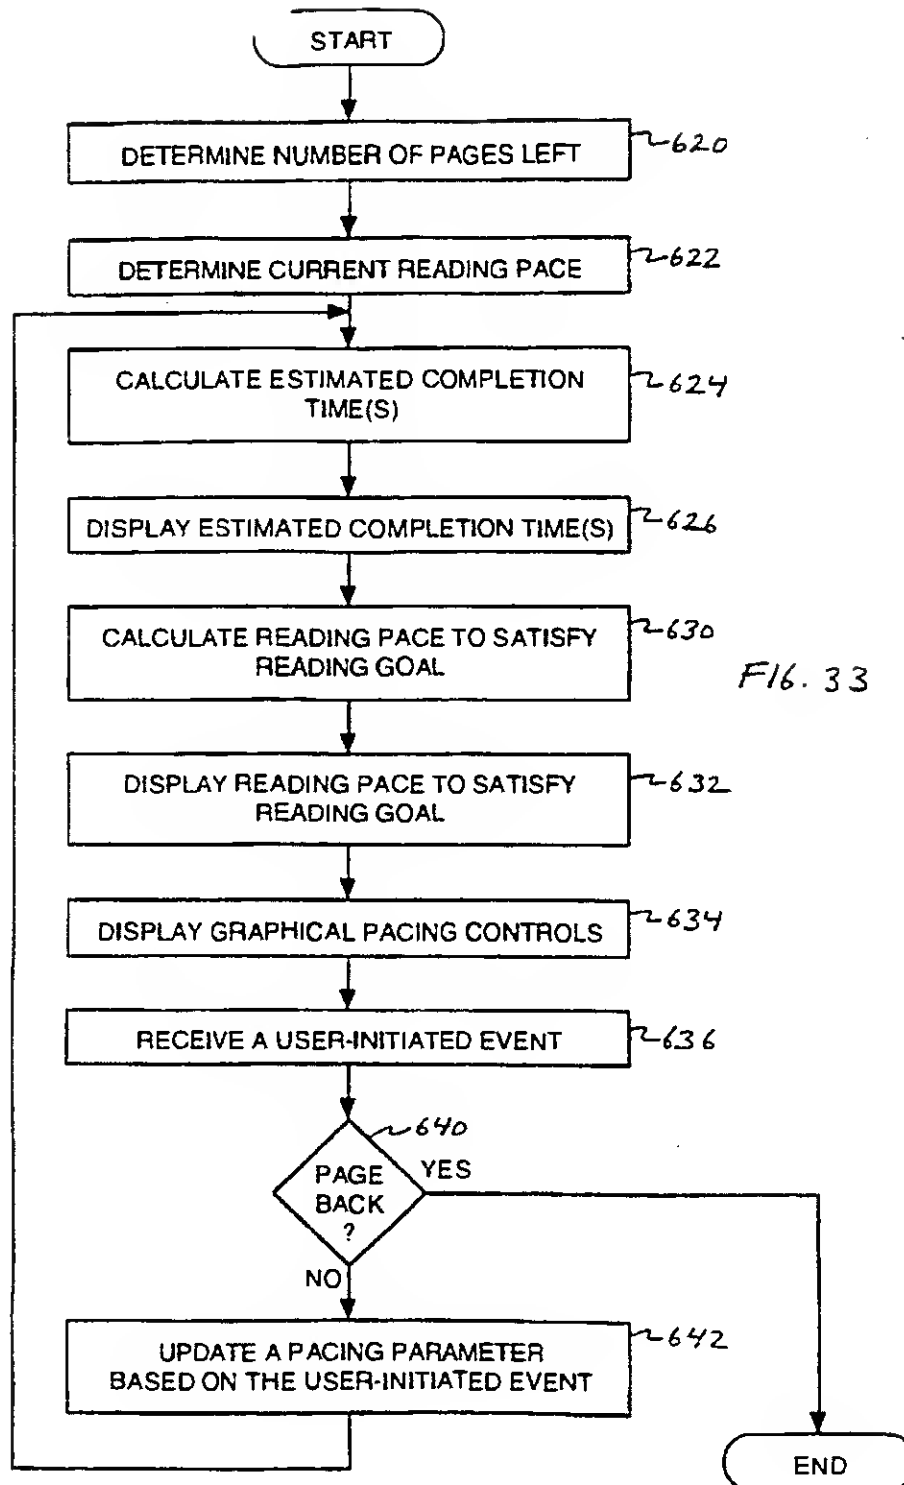 START
DETERMINE NUMBER OF PAGES LEFT
620
DETERMINE CURRENT READING PACE
622
CALCULATE ESTIMATED COMPLETION
TIME(S)
624
DISPLAY ESTIMATED COMPLETION TIME(S)
626
CALCULATE READING PACE TO SATISFY
READING GOAL
630
FIG. 33
DISPLAY READING PACE TO SATISFY
READING GOAL
632
DISPLAY GRAPHICAL PACING CONTROLS
634
RECEIVE A USER-INITIATED EVENT
636
640
PAGE
BACK
?
YES
NO
UPDATE A PACING PARAMETER
BASED ON THE USER-INITIATED EVENT
642
END